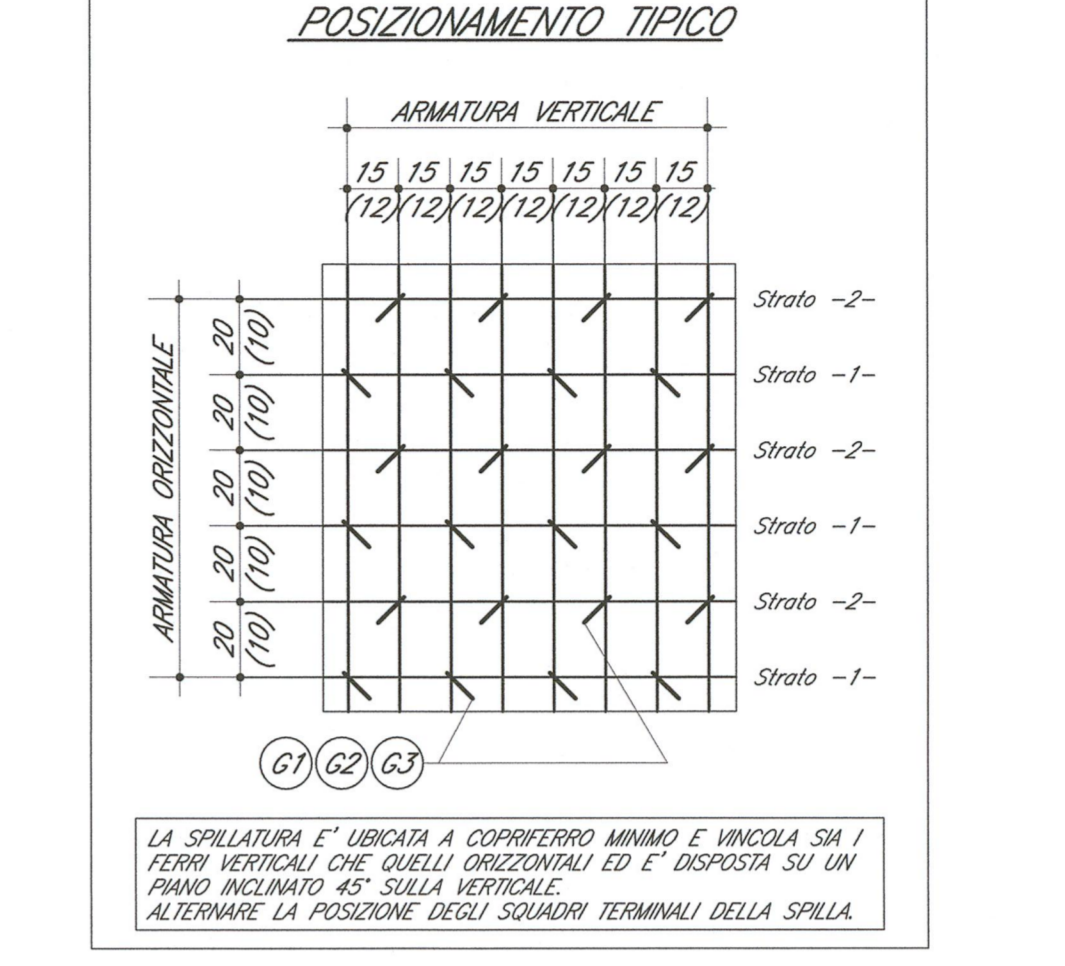 POSIZIONAMENTO TIPICO
ARMATURA VERTICALE
15 15 15 15 15 15 15
(12) (12) (12) (12) (12) (12) (12)
ARMATURA ORIZZONTALE
20 (10)
20 (10)
20 (10)
20 (10)
20 (10)
Strato -2-
Strato -1-
Strato -2-
Strato -1-
Strato -2-
Strato -1-
G1 G2 G3
LA SPILLATURA E' UBICATA A COPRIFERRO MINIMO E VINCOLA SIA I
FERRI VERTICALI CHE QUELLI ORIZZONTALI ED E' DISPOSTA SU UN
PIANO INCLINATO 45° SULLA VERTICALE.
ALTERNARE LA POSIZIONE DEGLI SQUADRI TERMINALI DELLA SPILLA.